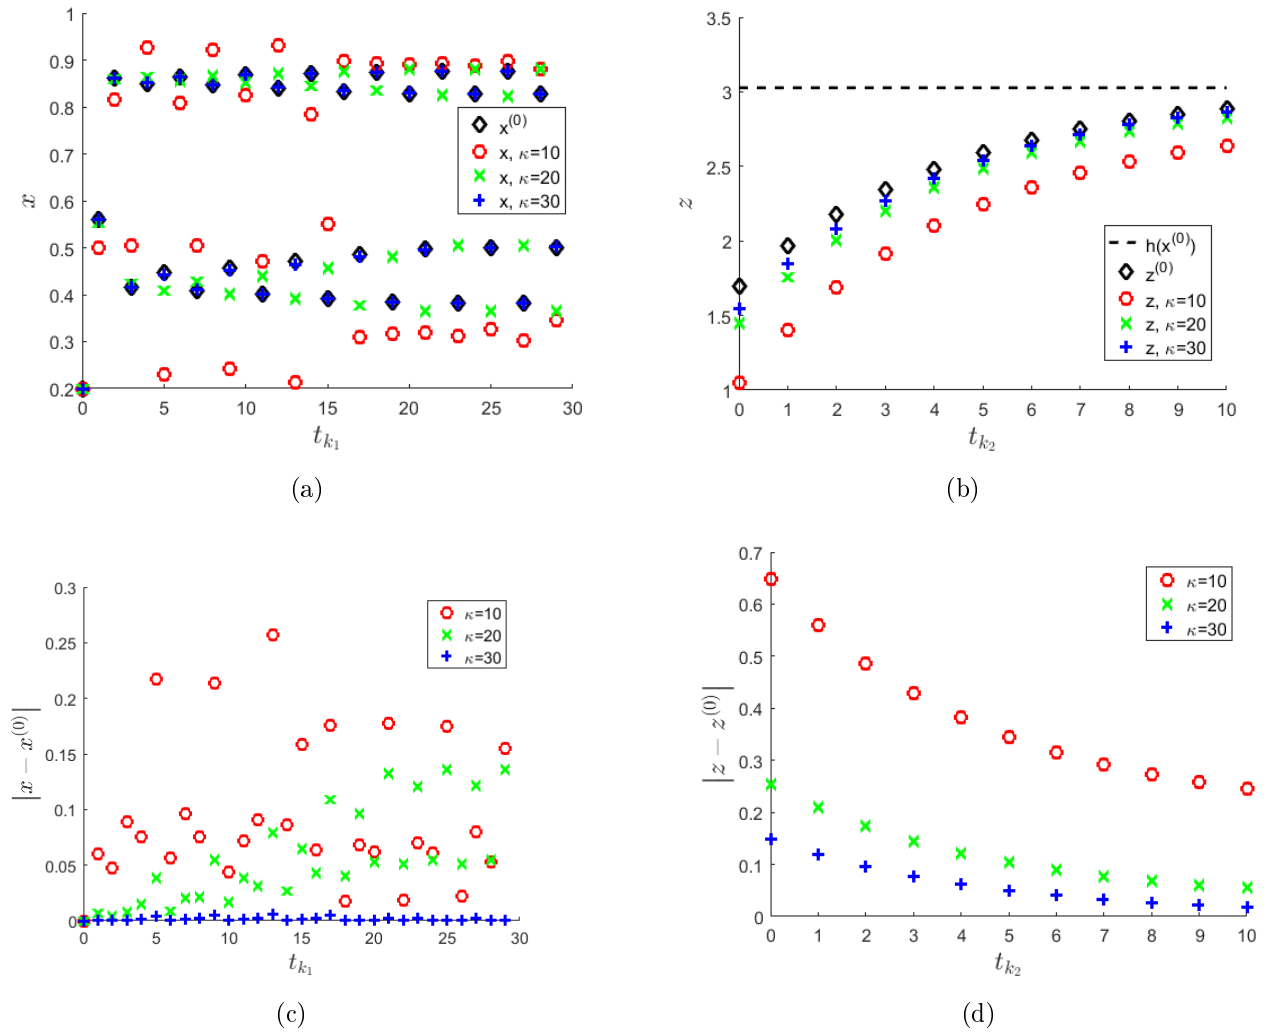 1
0.9
0.8
0.7
0.6
0.5
0.4
0.3
0.2
x
0 5 10 15 20 25 30
t_{k_1}
x^{(0)}
x, κ=10
x, κ=20
x, κ=30
(a)
3.5
3
2.5
2
1.5
1
z
0 1 2 3 4 5 6 7 8 9 10
t_{k_2}
h(x^{(0)})
z^{(0)}
z, κ=10
z, κ=20
z, κ=30
(b)
0.3
0.25
0.2
0.15
0.1
0.05
0
|x − x^{(0)}|
0 5 10 15 20 25 30
t_{k_1}
κ=10
κ=20
κ=30
(c)
0.7
0.6
0.5
0.4
0.3
0.2
0.1
0
|z − z^{(0)}|
0 1 2 3 4 5 6 7 8 9 10
t_{k_2}
κ=10
κ=20
κ=30
(d)